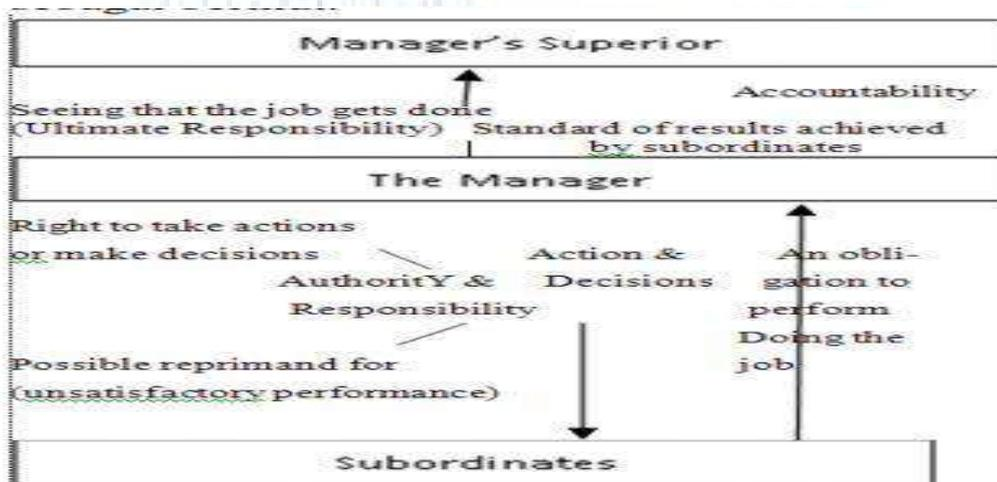 Manager's Superior
Accountability
Seeing that the job gets done
(Ultimate Responsibility) Standard of results achieved
by subordinates
The Manager
Right to take actions
or make decisions Action & An obli-
AuthoritY & Decisions gation to
Responsibility perform
Doing the
Possible reprimand for job
(unsatisfactory performance)
Subordinates